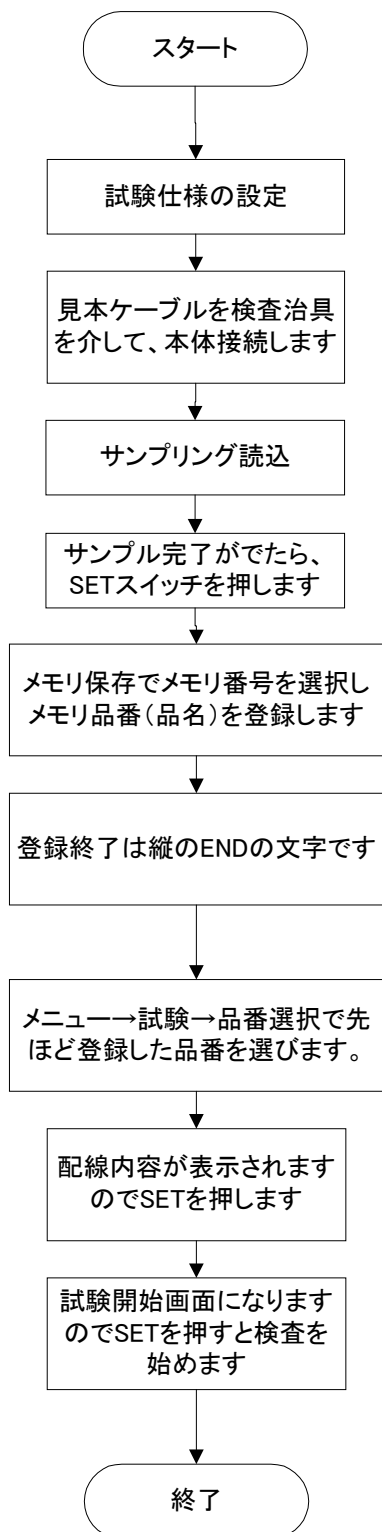 スタート
試験仕様の設定
見本ケーブルを検査治具
を介して、本体接続します
サンプリング読込
サンプル完了がでたら、
SETスイッチを押します
メモリ保存でメモリ番号を選択し
メモリ品番（品名）を登録します
登録終了は縦のENDの文字です
メニュー→試験→品番選択で先
ほど登録した品番を選びます。
配線内容が表示されます
のでSETを押します
試験開始画面になります
のでSETを押すと検査を
始めます
終了